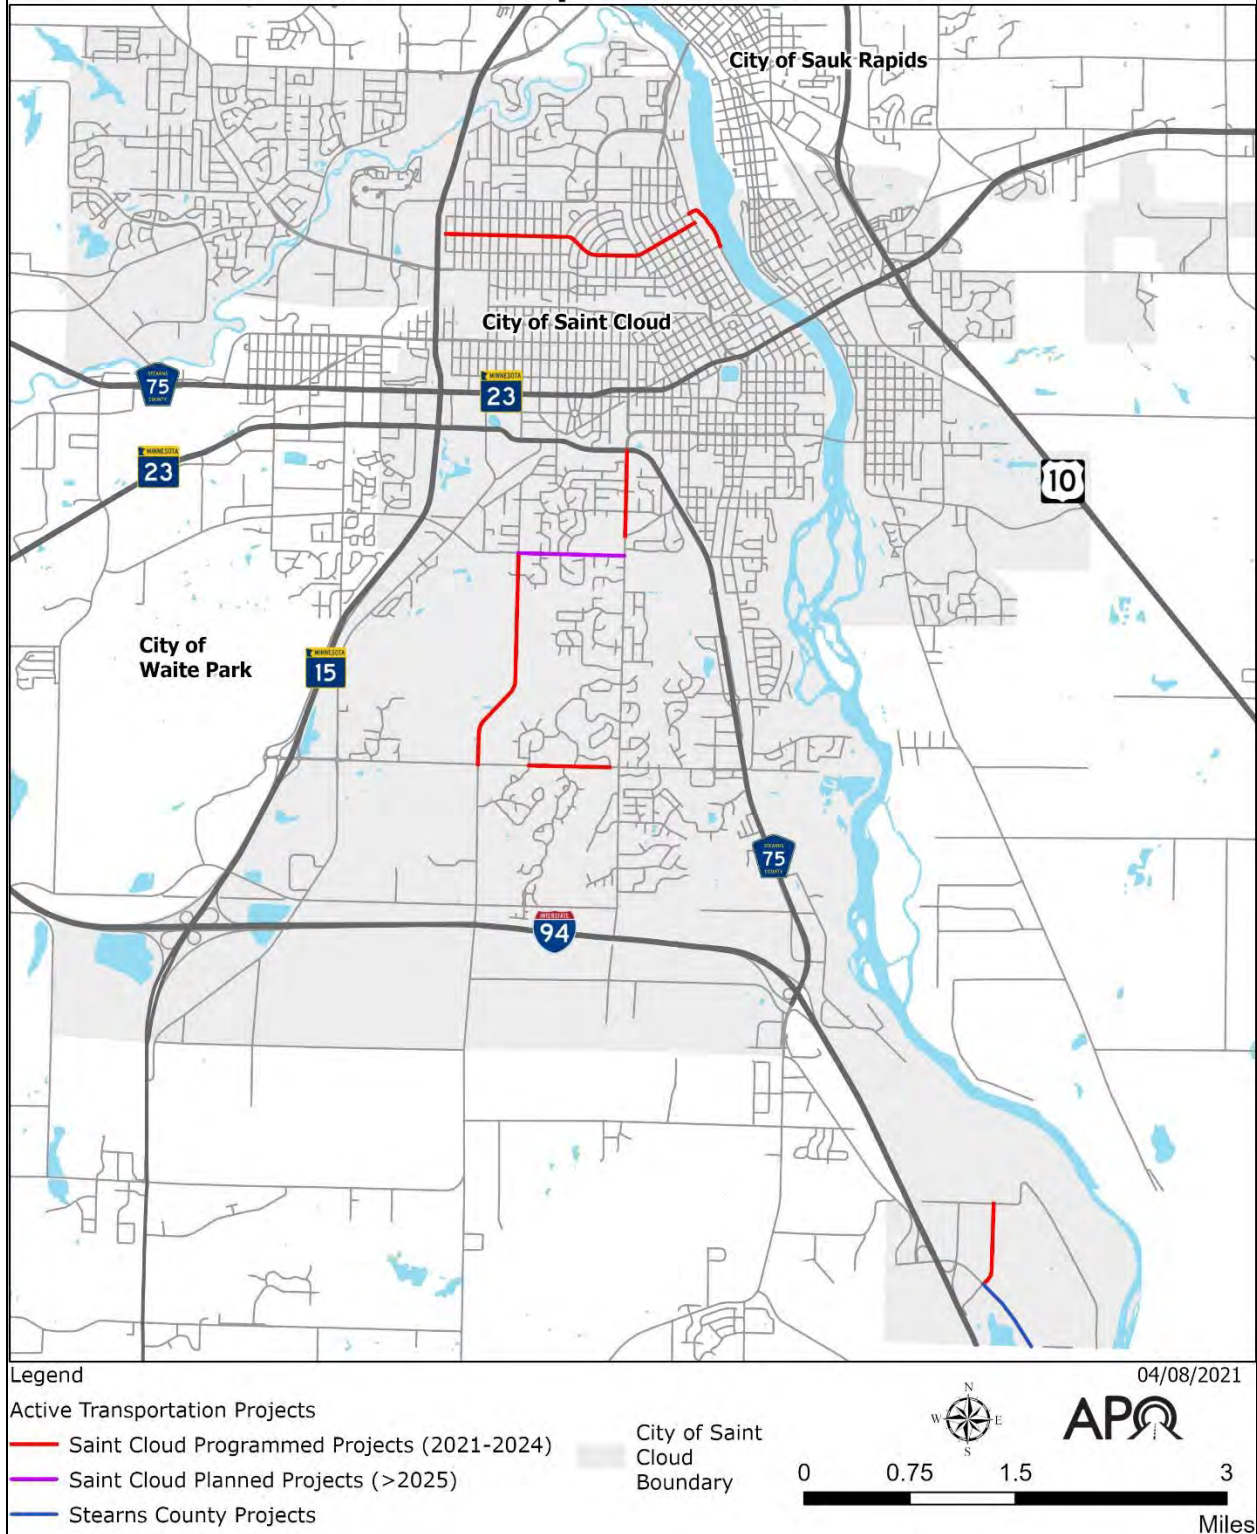 City of Sauk Rapids
City of Saint Cloud
STEARNS
75
COUNTY
MINNESOTA
23
MINNESOTA
23
10
City of
Waite Park
MINNESOTA
15
STEARNS
75
COUNTY
INTERSTATE
94
Legend
04/08/2021
Active Transportation Projects
Saint Cloud Programmed Projects (2021-2024)
Saint Cloud Planned Projects (>2025)
Stearns County Projects
City of Saint
Cloud
Boundary
N
W E
S
APO
0 0.75 1.5 3
Miles